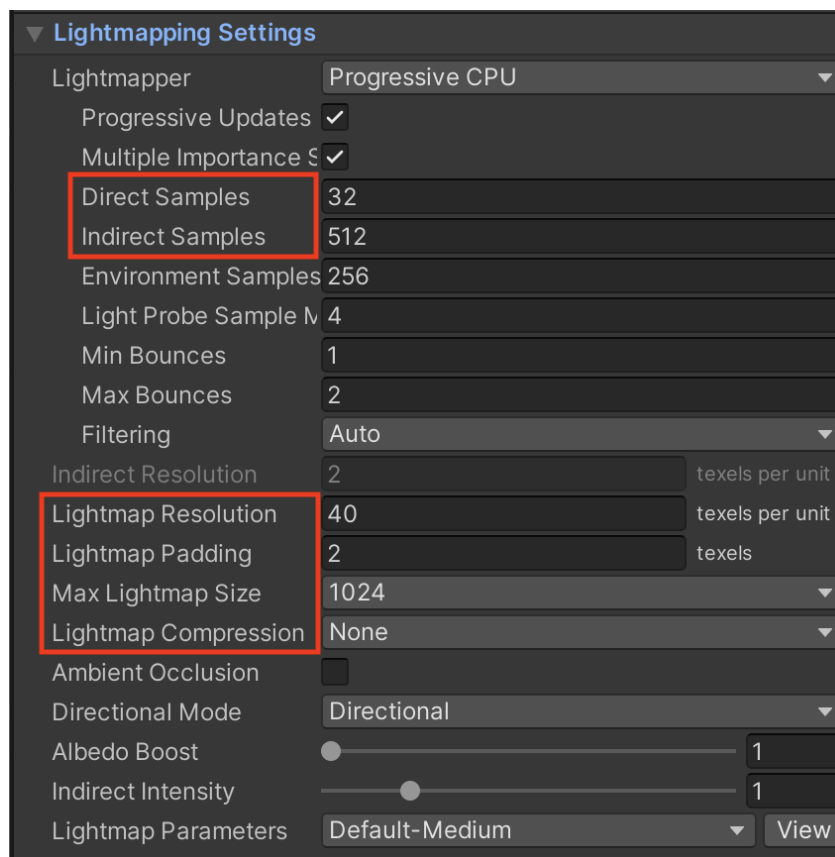 Lightmapping Settings
Lightmapper Progressive CPU
Progressive Updates
Multiple Importance S
Direct Samples 32
Indirect Samples 512
Environment Samples 256
Light Probe Sample M 4
Min Bounces 1
Max Bounces 2
Filtering Auto
Indirect Resolution 2 texels per unit
Lightmap Resolution 40 texels per unit
Lightmap Padding 2 texels
Max Lightmap Size 1024
Lightmap Compression None
Ambient Occlusion
Directional Mode Directional
Albedo Boost 1
Indirect Intensity 1
Lightmap Parameters Default-Medium View